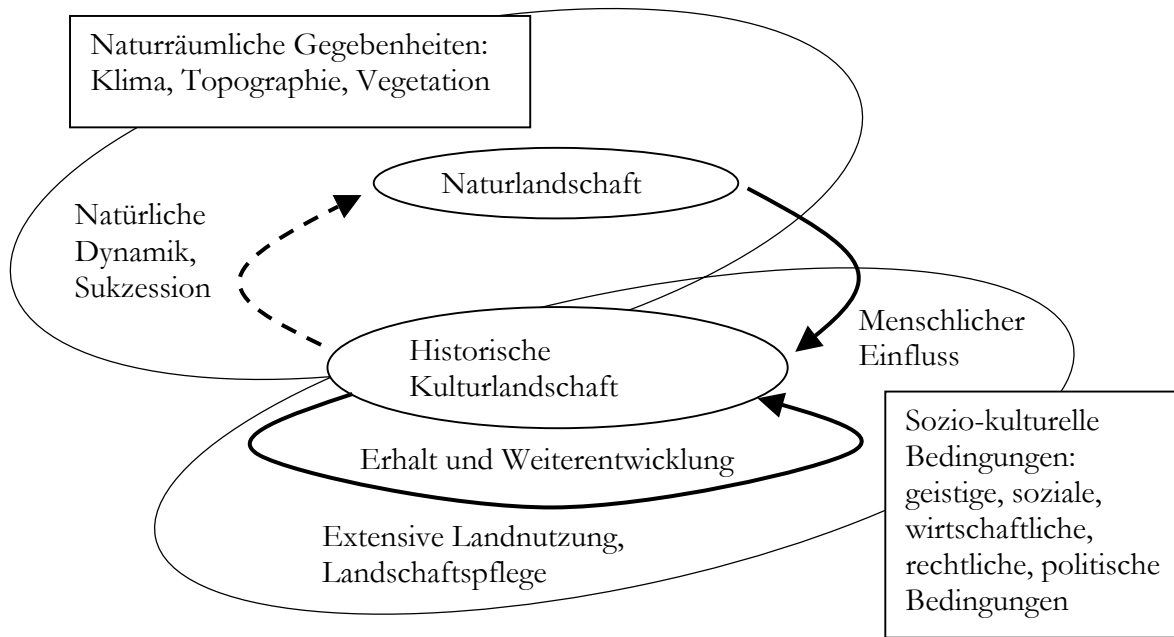 Naturräumliche Gegebenheiten:
Klima, Topographie, Vegetation
Naturlandschaft
Natürliche
Dynamik,
Sukzession
Menschlicher
Einfluss
Historische
Kulturlandschaft
Erhalt und Weiterentwicklung
Extensive Landnutzung,
Landschaftspflege
Sozio-kulturelle
Bedingungen:
geistige, soziale,
wirtschaftliche,
rechtliche, politische
Bedingungen